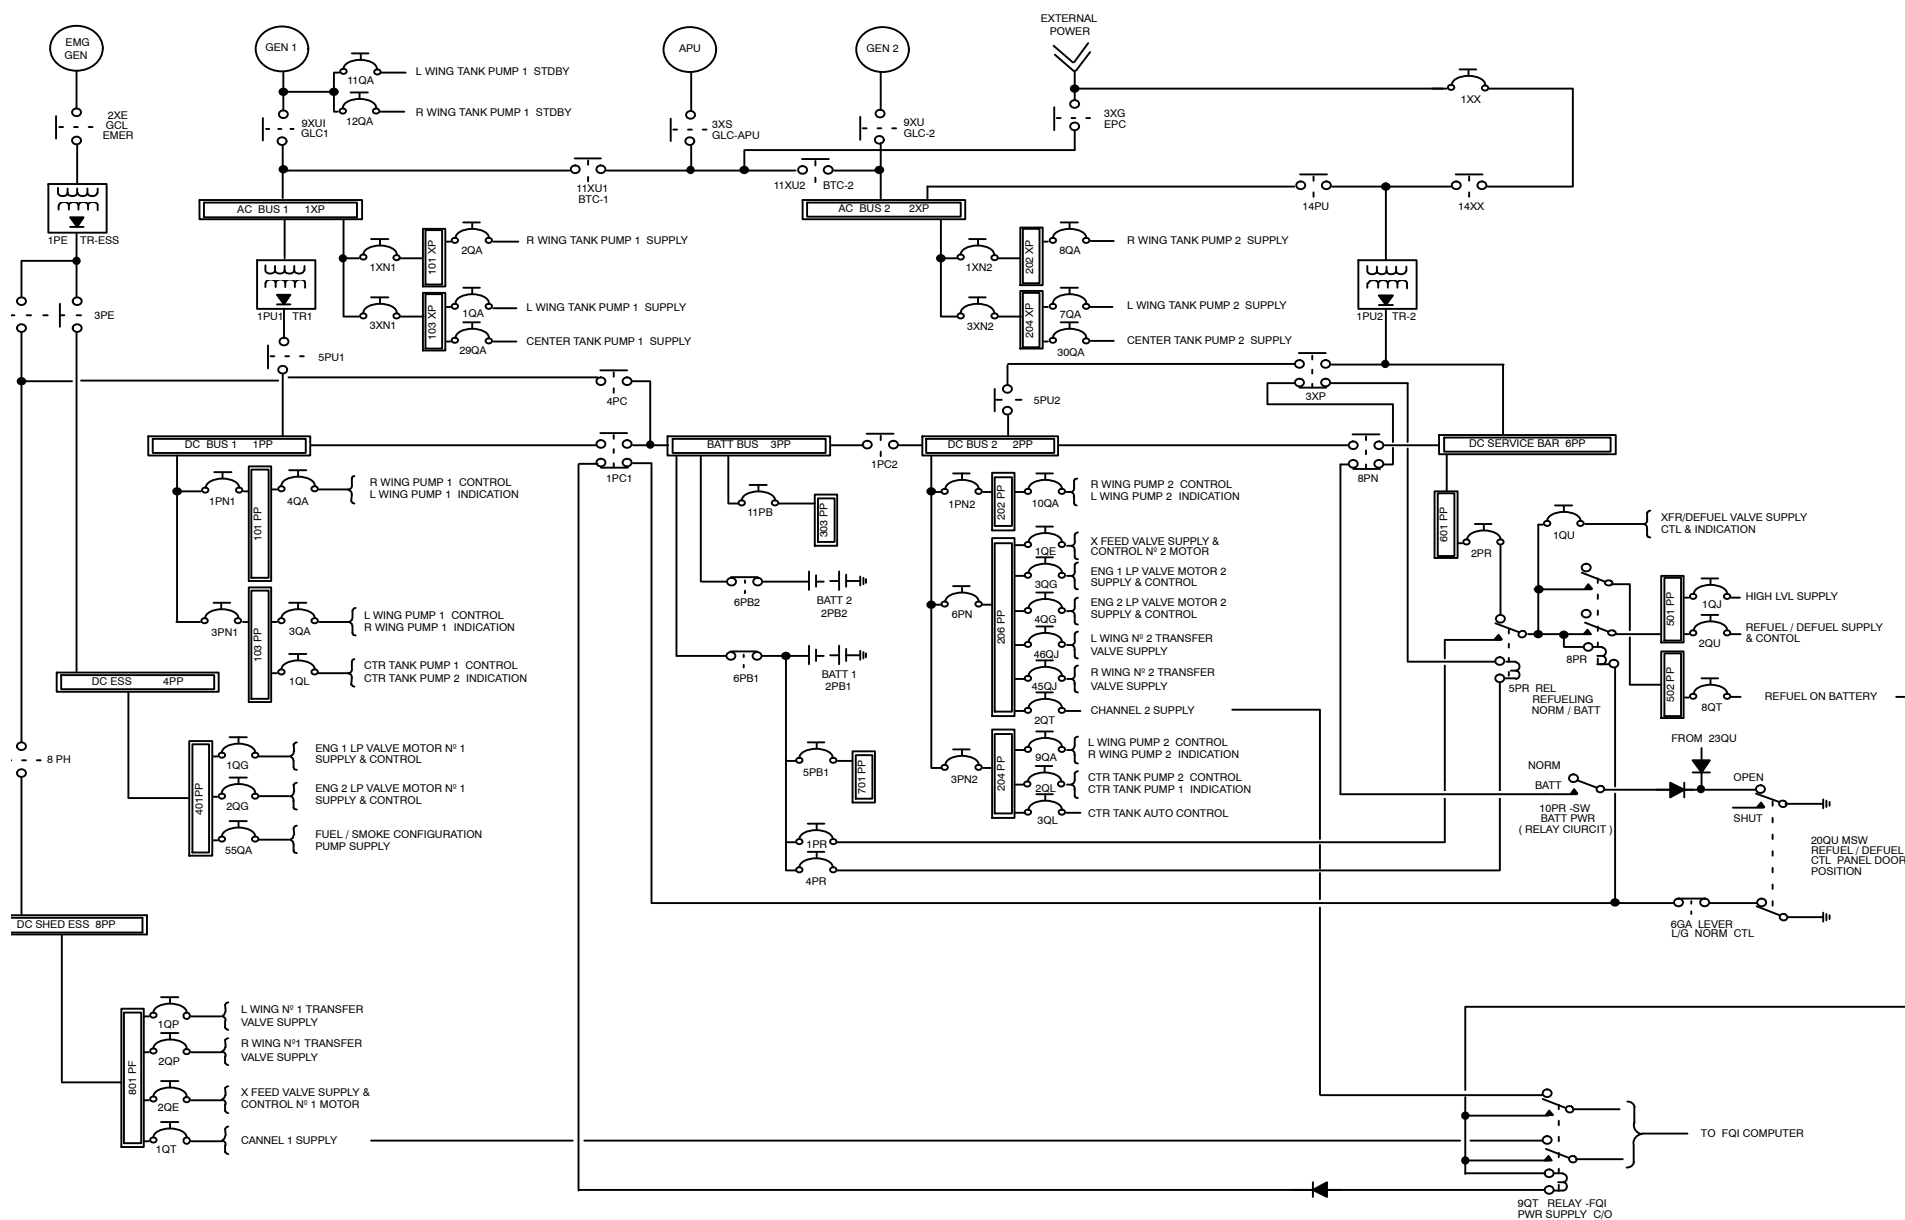 EXTERNAL
POWER
EMG
GEN
GEN 1
APU
GEN 2
11QA
L WING TANK PUMP 1 STDBY
12QA
R WING TANK PUMP 1 STDBY
1XX
2XE
GCL
EMER
9XUI
GLC1
3XS
GLC-APU
9XU
GLC-2
3XG
EPC
11XU1
BTC-1
11XU2
BTC-2
14PU
14XX
AC BUS 1 1XP
AC BUS 2 2XP
1PE TR-ESS
1XN1
101 XP
2QA
R WING TANK PUMP 1 SUPPLY
1XN2
202 XP
8QA
R WING TANK PUMP 2 SUPPLY
3PE
1PU1 TR1
3XN1
103 XP
1QA
L WING TANK PUMP 1 SUPPLY
29QA
CENTER TANK PUMP 1 SUPPLY
3XN2
204 XP
7QA
L WING TANK PUMP 2 SUPPLY
30QA
CENTER TANK PUMP 2 SUPPLY
1PU2 TR-2
5PU1
4PC
5PU2
3XP
DC BUS 1 1PP
BATT BUS 3PP
DC BUS 2 2PP
DC SERVICE BAR 6PP
1PC1
1PC2
8PN
1PN1
101 PP
4QA
R WING PUMP 1 CONTROL
L WING PUMP 1 INDICATION
11PB
303 PP
1PN2
202 PP
10QA
R WING PUMP 2 CONTROL
L WING PUMP 2 INDICATION
601 PP
2PR
1QU
XFR/DEFUEL VALVE SUPPLY
CTL & INDICATION
6PN
206 PP
1QE
X FEED VALVE SUPPLY &
CONTROL Nº 2 MOTOR
3QG
ENG 1 LP VALVE MOTOR 2
SUPPLY & CONTROL
4QG
ENG 2 LP VALVE MOTOR 2
SUPPLY & CONTROL
46QJ
L WING Nº 2 TRANSFER
VALVE SUPPLY
45QJ
R WING Nº 2 TRANSFER
VALVE SUPPLY
2QT
CHANNEL 2 SUPPLY
6PB2
BATT 2
2PB2
6PB1
BATT 1
2PB1
3PN1
103 PP
3QA
L WING PUMP 1 CONTROL
R WING PUMP 1 INDICATION
1QL
CTR TANK PUMP 1 CONTROL
CTR TANK PUMP 2 INDICATION
DC ESS 4PP
501 PP
1QJ
HIGH LVL SUPPLY
2QU
REFUEL / DEFUEL SUPPLY
& CONTOL
8PR
502 PP
8QT
REFUEL ON BATTERY
5PR REL
REFUELING
NORM / BATT
8 PH
401PP
1QG
ENG 1 LP VALVE MOTOR Nº 1
SUPPLY & CONTROL
2QG
ENG 2 LP VALVE MOTOR Nº 1
SUPPLY & CONTROL
55QA
FUEL / SMOKE CONFIGURATION
PUMP SUPPLY
5PB1
701 PP
3PN2
204 PP
9QA
L WING PUMP 2 CONTROL
R WING PUMP 2 INDICATION
2QL
CTR TANK PUMP 2 CONTROL
CTR TANK PUMP 1 INDICATION
3QL
CTR TANK AUTO CONTROL
FROM 23QU
NORM
BATT
OPEN
SHUT
10PR -SW
BATT PWR
( RELAY CIURCIT )
1PR
4PR
20QU MSW
REFUEL / DEFUEL
CTL PANEL DOOR
POSITION
6GA LEVER
L/G NORM CTL
DC SHED ESS 8PP
801 PF
1QP
L WING Nº 1 TRANSFER
VALVE SUPPLY
2QP
R WING Nº1 TRANSFER
VALVE SUPPLY
2QE
X FEED VALVE SUPPLY &
CONTROL Nº 1 MOTOR
1QT
CANNEL 1 SUPPLY
TO FQI COMPUTER
9QT RELAY -FQI
PWR SUPPLY C/O